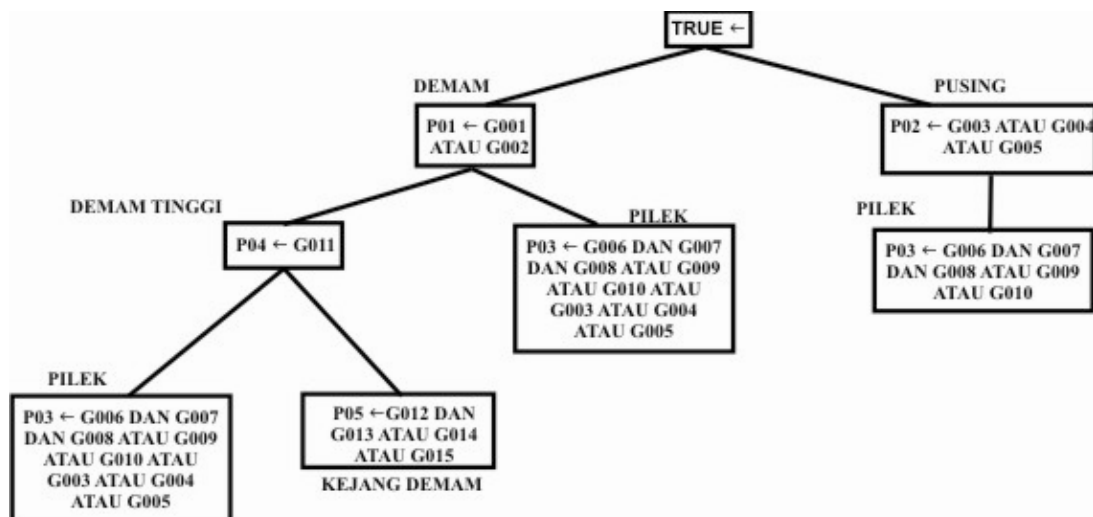 TRUE ←
DEMAM
P01 ← G001
ATAU G002
PUSING
P02 ← G003 ATAU G004
ATAU G005
DEMAM TINGGI
P04 ← G011
PILEK
P03 ← G006 DAN G007
DAN G008 ATAU G009
ATAU G010 ATAU
G003 ATAU G004
ATAU G005
PILEK
P03 ← G006 DAN G007
DAN G008 ATAU G009
ATAU G010
PILEK
P03 ← G006 DAN G007
DAN G008 ATAU G009
ATAU G010 ATAU
G003 ATAU G004
ATAU G005
P05 ←G012 DAN
G013 ATAU G014
ATAU G015
KEJANG DEMAM